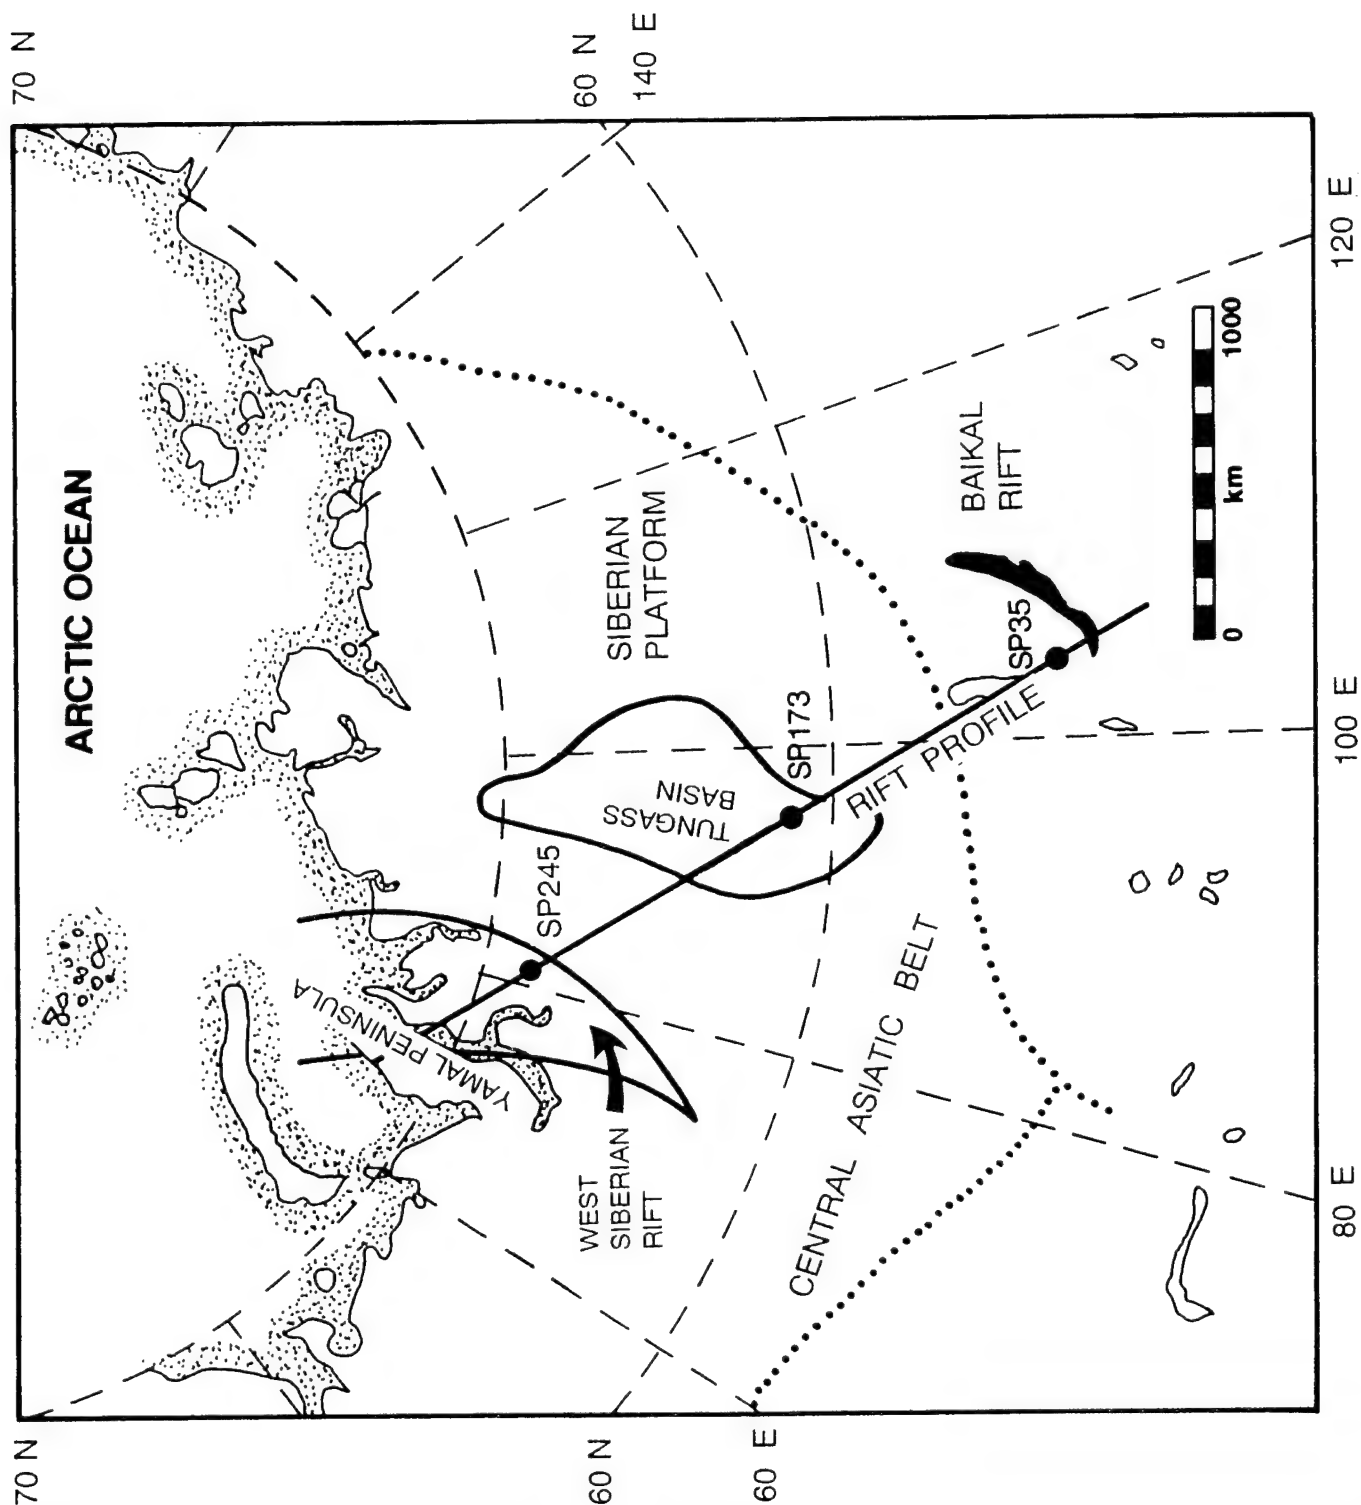 70 N
60 N
140 E
ARCTIC OCEAN
120 E
SIBERIAN
PLATFORM
BAIKAL
RIFT
0
km
1000
SP35
TUNGASS
BASIN
SP173
RIFT PROFILE
100 E
SP245
YAMAL PENINSULA
WEST
SIBERIAN
RIFT
CENTRAL ASIATIC BELT
80 E
70 N
60 N
60 E